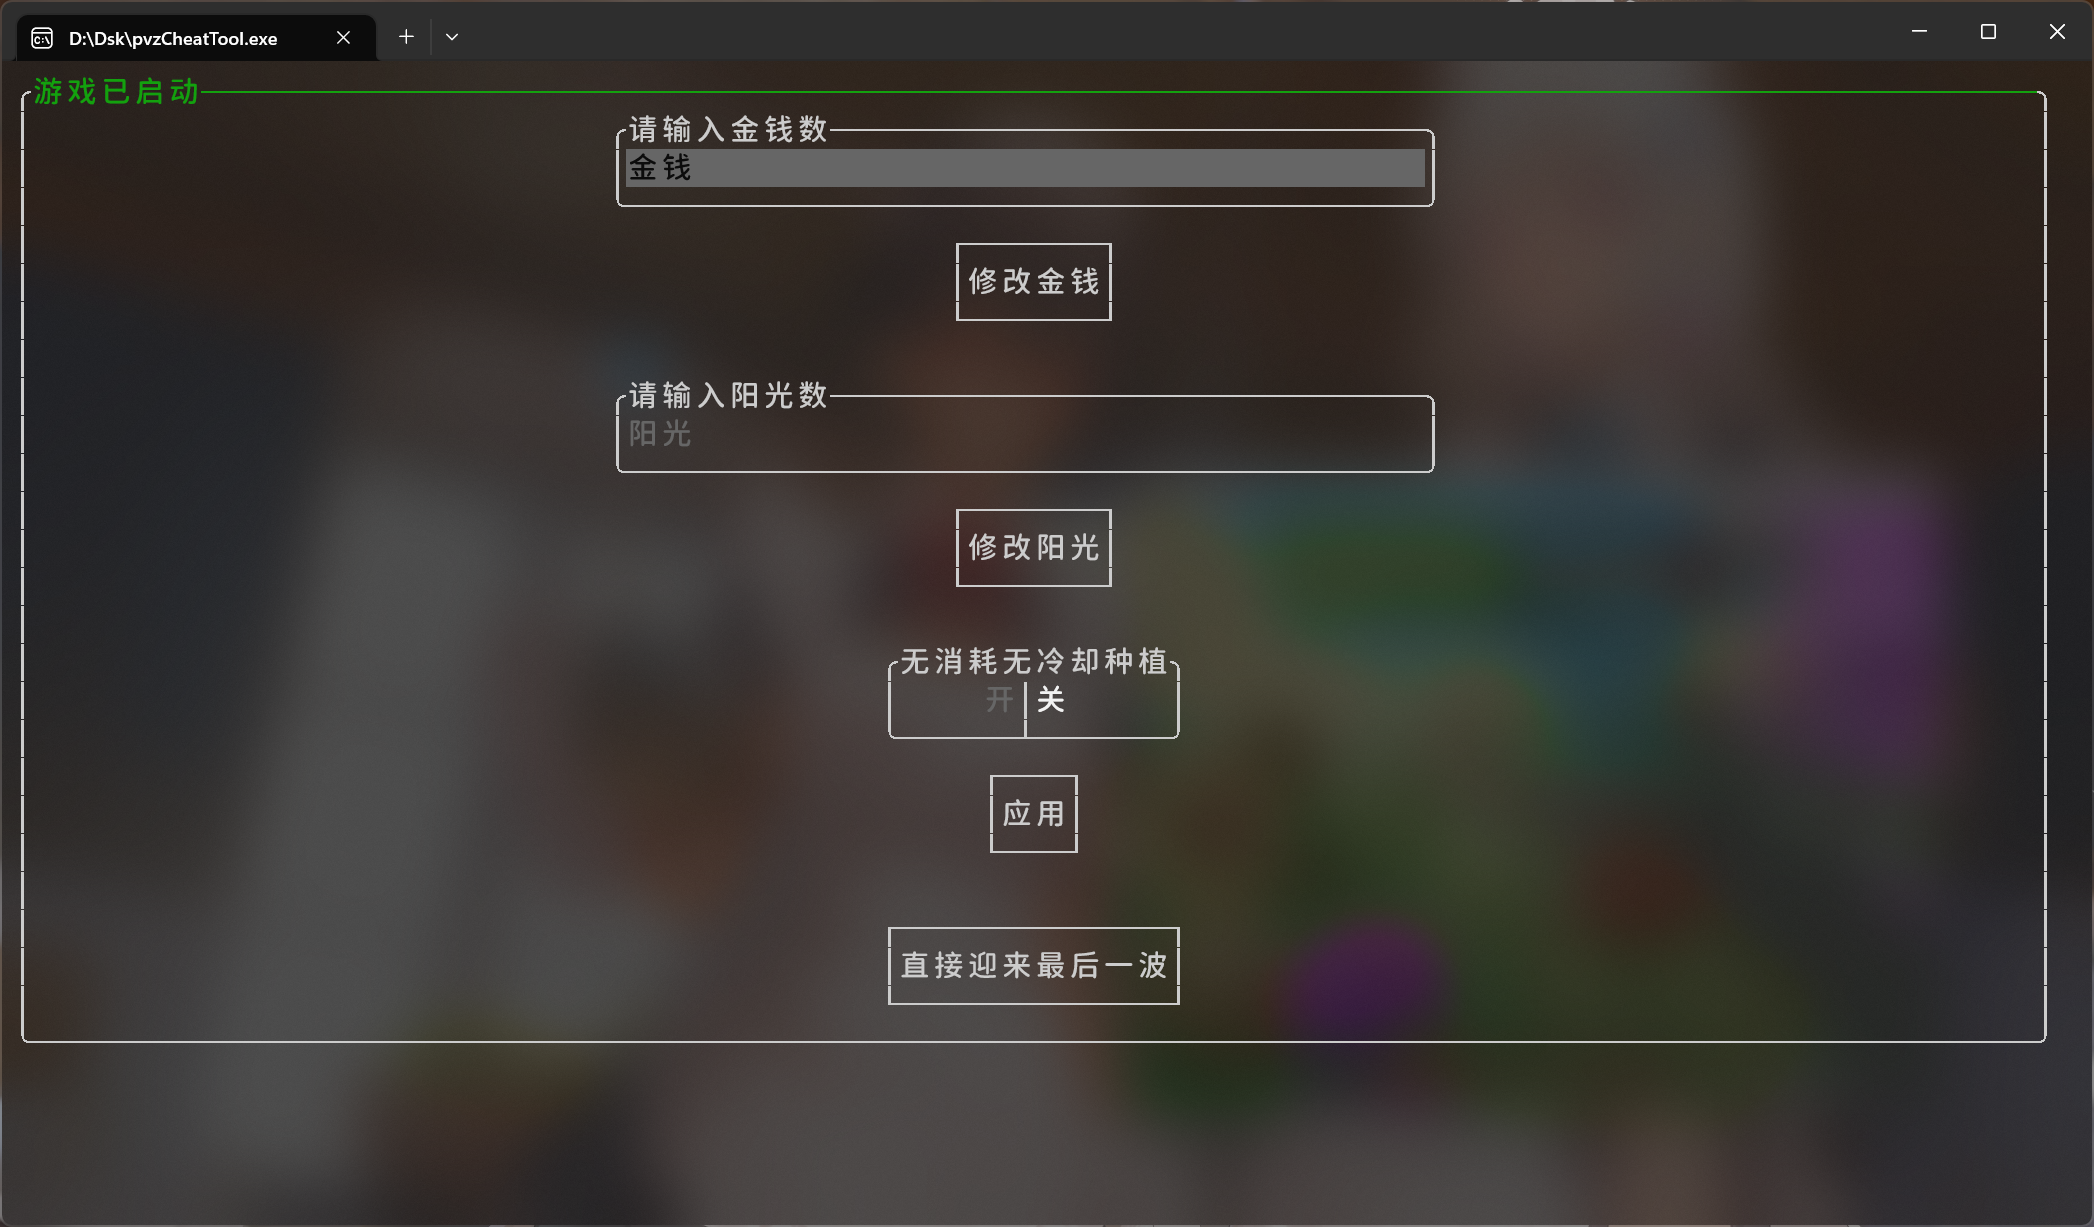 D:\Dsk\pvzCheatTool.exe
游戏已启动
请输入金钱数
金钱
修改金钱
请输入阳光数
阳光
修改阳光
无消耗无冷却种植
开 关
应用
直接迎来最后一波